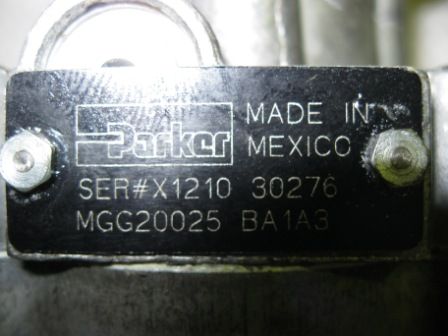 Parker MADE IN
MEXICO
SER#X1210 30276
MGG20025 BA1A3